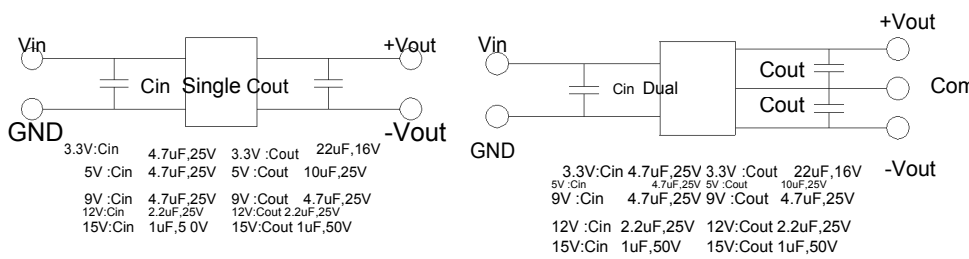 Vin +Vout
Cin Single Cout
GND -Vout
3.3V:Cin 4.7uF,25V 3.3V :Cout 22uF,16V
5V :Cin 4.7uF,25V 5V :Cout 10uF,25V
9V :Cin 4.7uF,25V 9V :Cout 4.7uF,25V
12V:Cin 2.2uF,25V 12V:Cout 2.2uF,25V
15V:Cin 1uF,5 0V 15V:Cout 1uF,50V
+Vout
Vin
Cout
Cin Dual
Com
Cout
GND
-Vout
3.3V:Cin 4.7uF,25V 3.3V :Cout 22uF,16V
5V :Cin 4.7uF,25V 5V :Cout 10uF,25V
9V :Cin 4.7uF,25V 9V :Cout 4.7uF,25V
12V :Cin 2.2uF,25V 12V:Cout 2.2uF,25V
15V:Cin 1uF,50V 15V:Cout 1uF,50V